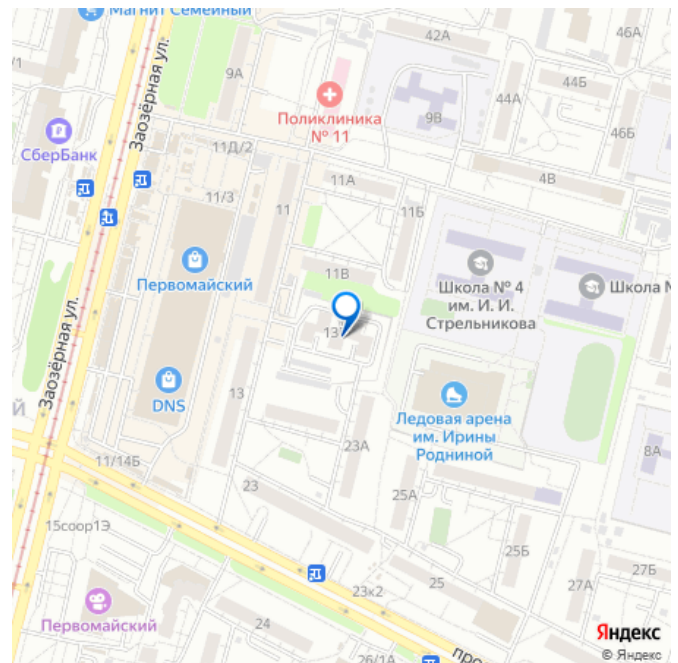 Магнит Семейный
42А
46А
9А
44Б
Заозёрная ул.
44А
Поликлиника
№ 11
9В
46Б
СберБанк
11Д/2
11А
4В
11/3
11
11Б
Первомайский
11В
Школа № 4
им. И. И.
Стрельникова
Школа №
Заозёрная ул.
13
DNS
13
Ледовая арена
им. Ирины
Родниной
23А
8А
11/14Б
25А
23
15соор1Э
25Б
27Б
23к2
25
27А
Первомайский
24
26/1А
Яндекс
© Яндекс